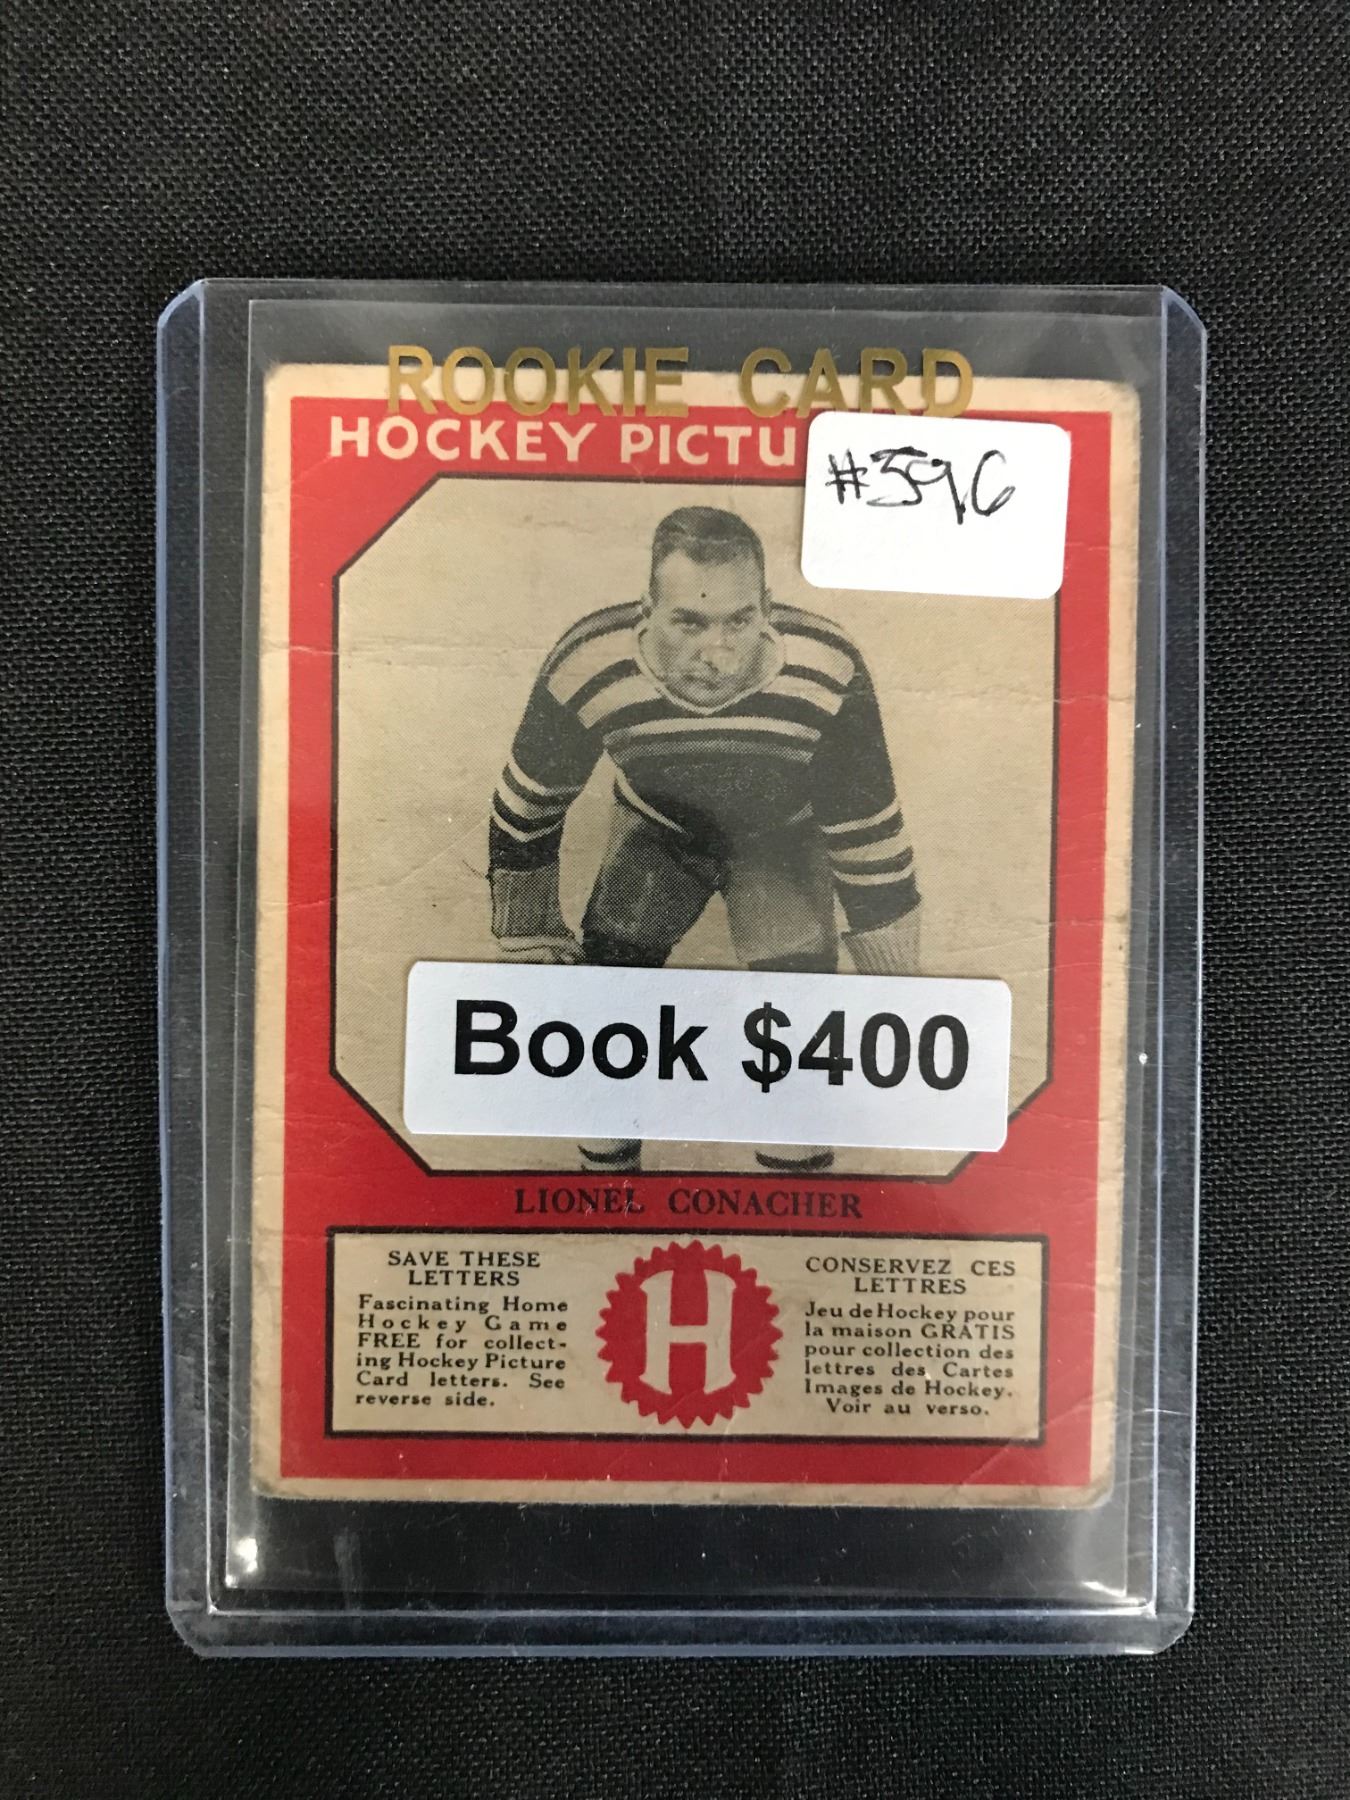 ROOKIE CARD
HOCKEY PICTU
#596
Book $400
LIONEL CONACHER
SAVE THESE
LETTERS
Fascinating Home
Hockey Game
FREE for collect-
ing Hockey Picture
Card letters. See
reverse side.
H
CONSERVEZ CES
LETTRES
Jeu de Hockey pour
la maison GRATIS
pour collection des
lettres des Cartes
Images de Hockey.
Voir au verso.